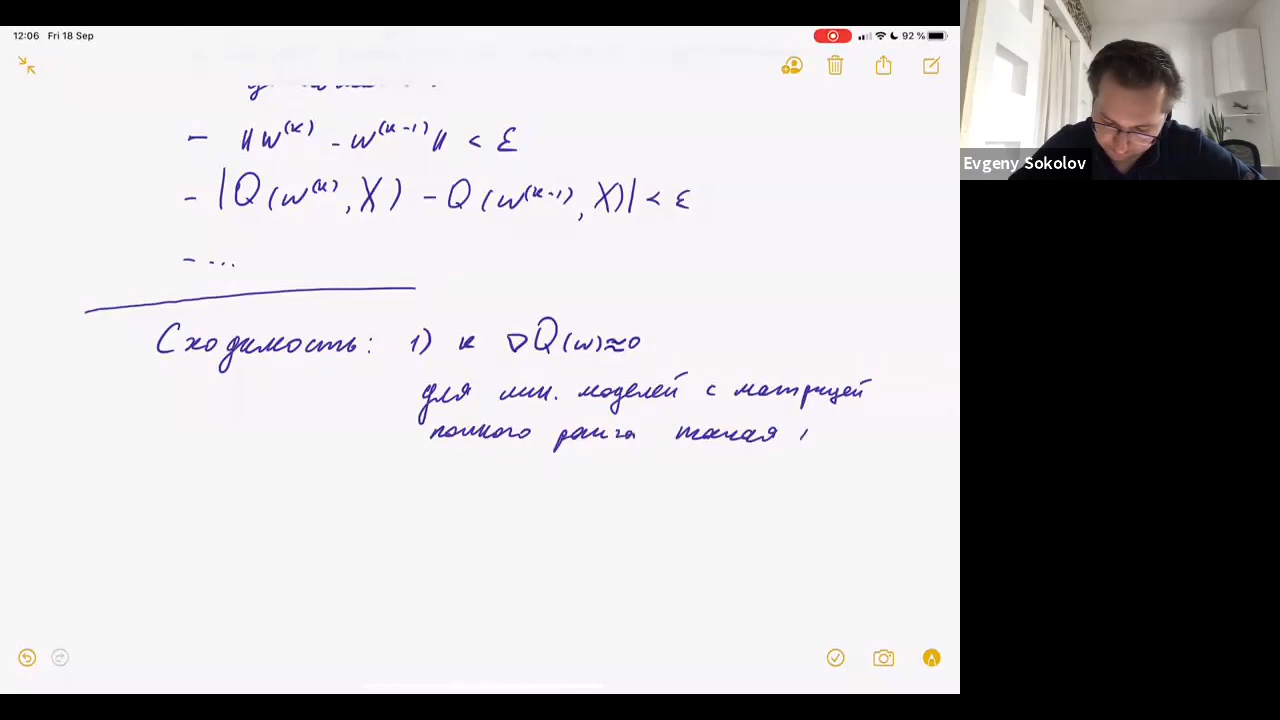 12:06 Fri 18 Sep
92 %
- ||w⁽ᵏ⁾ - w⁽ᵏ⁻¹⁾|| < ε
- |Q(w⁽ᵏ⁾, X) - Q(w⁽ᵏ⁻¹⁾, X)| < ε
- ...
Сходимость: 1) к ∇Q(w)≈0
для лин. моделей с матрицей
полного ранга такая
Evgeny Sokolov